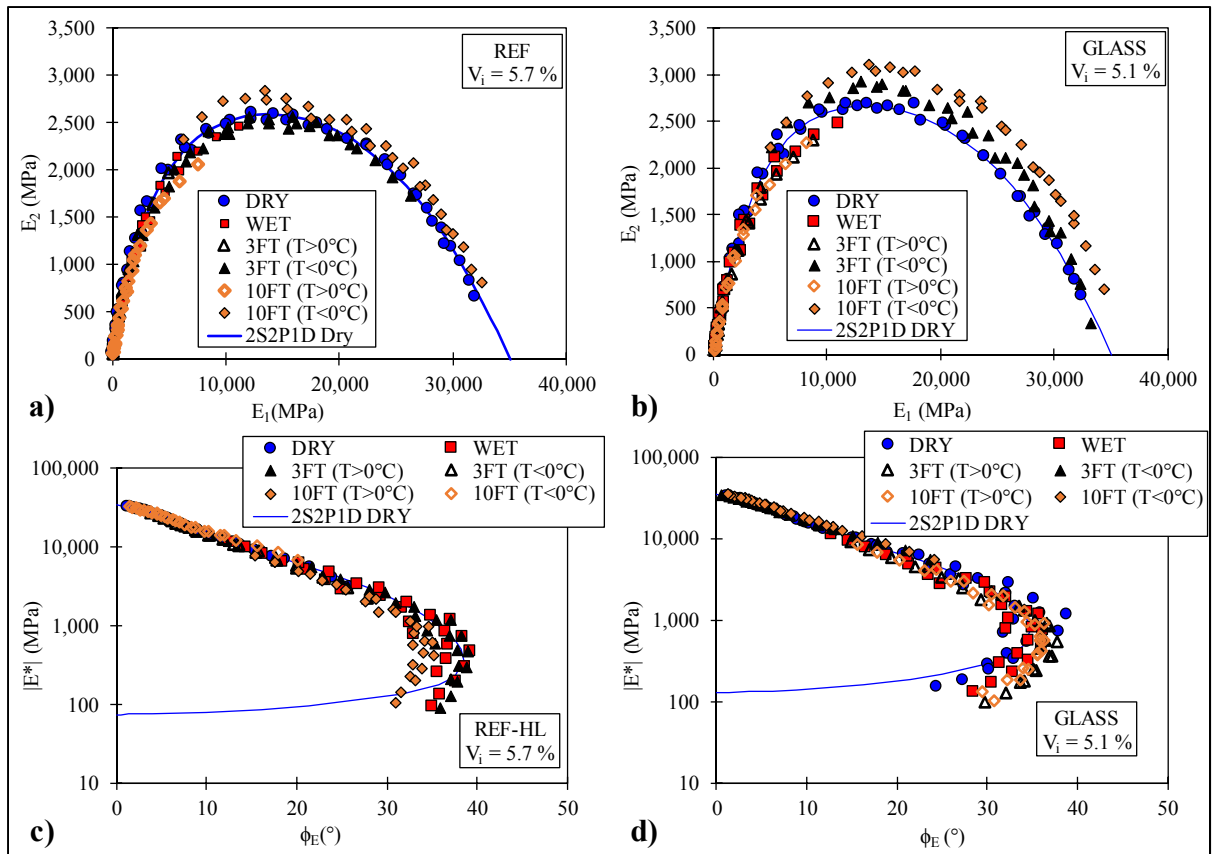 3,500
3,000
2,500
2,000
1,500
1,000
500
0
E2 (MPa)
REF
Vi = 5.7 %
DRY
WET
3FT (T>0°C)
3FT (T<0°C)
10FT (T>0°C)
10FT (T<0°C)
2S2P1D Dry
0 10,000 20,000 30,000 40,000
a)
E1(MPa)
3,500
3,000
2,500
2,000
1,500
1,000
500
0
E2 (MPa)
GLASS
Vi = 5.1 %
DRY
WET
3FT (T>0°C)
3FT (T<0°C)
10FT (T>0°C)
10FT (T<0°C)
2S2P1D DRY
0 10,000 20,000 30,000 40,000
b)
E1 (MPa)
DRY WET
3FT (T>0°C) 3FT (T<0°C)
10FT (T>0°C) 10FT (T<0°C)
2S2P1D DRY
100,000
10,000
1,000
100
10
|E*| (MPa)
REF-HL
Vi = 5.7 %
0 10 20 30 40 50
c)
ϕE(°)
DRY WET
3FT (T>0°C) 3FT (T<0°C)
10FT (T>0°C) 10FT (T<0°C)
2S2P1D DRY
100,000
10,000
1,000
100
10
|E*| (MPa)
GLASS
Vi = 5.1 %
0 10 20 30 40 50
d)
ϕE (°)